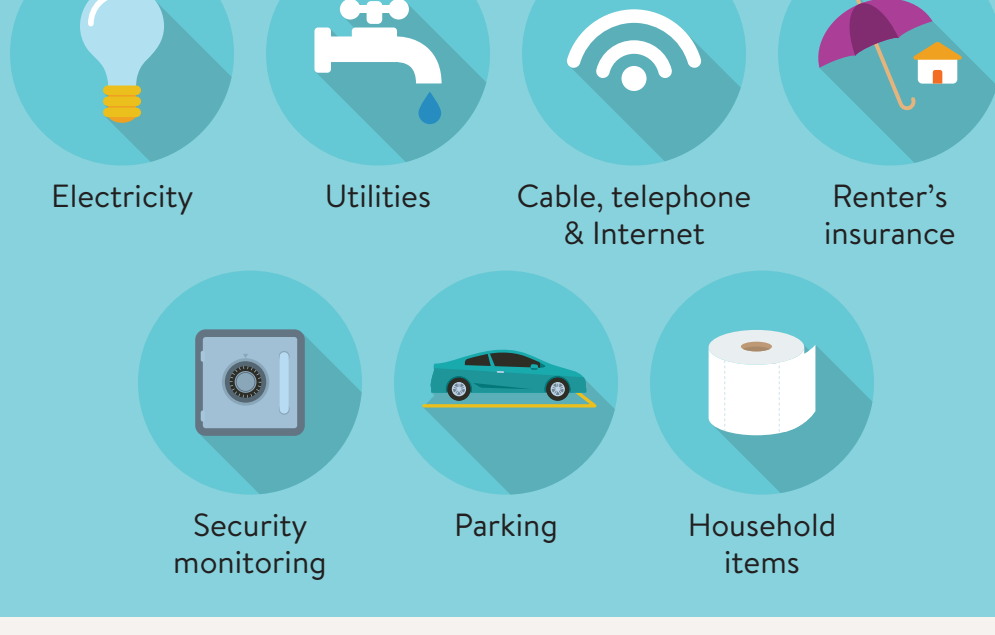 Electricity
Utilities
Cable, telephone
& Internet
Renter's
insurance
Security
monitoring
Parking
Household
items